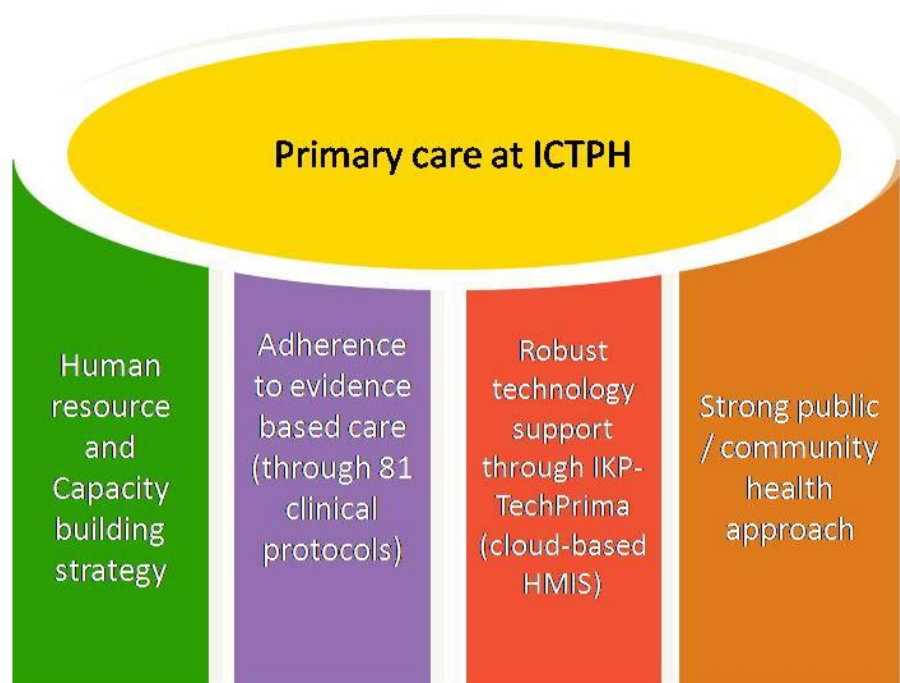 Primary care at ICTPH
Human
resource
and
Capacity
building
strategy
Adherence
to evidence
based care
(through 81
clinical
protocols)
Robust
technology
support
through IKP-
TechPrima
(cloud-based
HMIS)
Strong public
/ community
health
approach